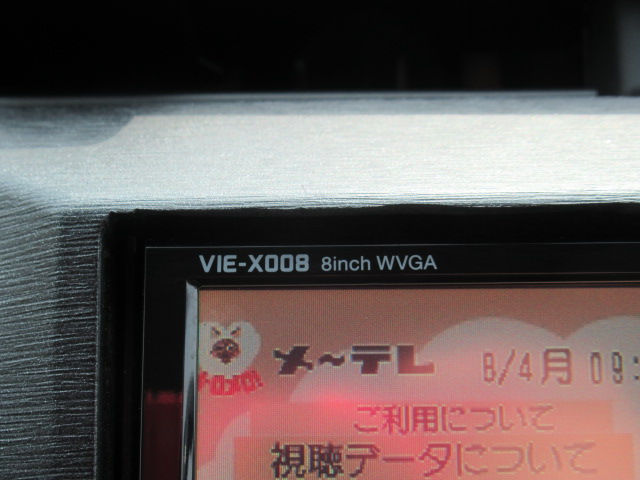 VIE-X008 8inch WVGA
メ~テレ 8/4月 09:
ご利用について
視聴データについて